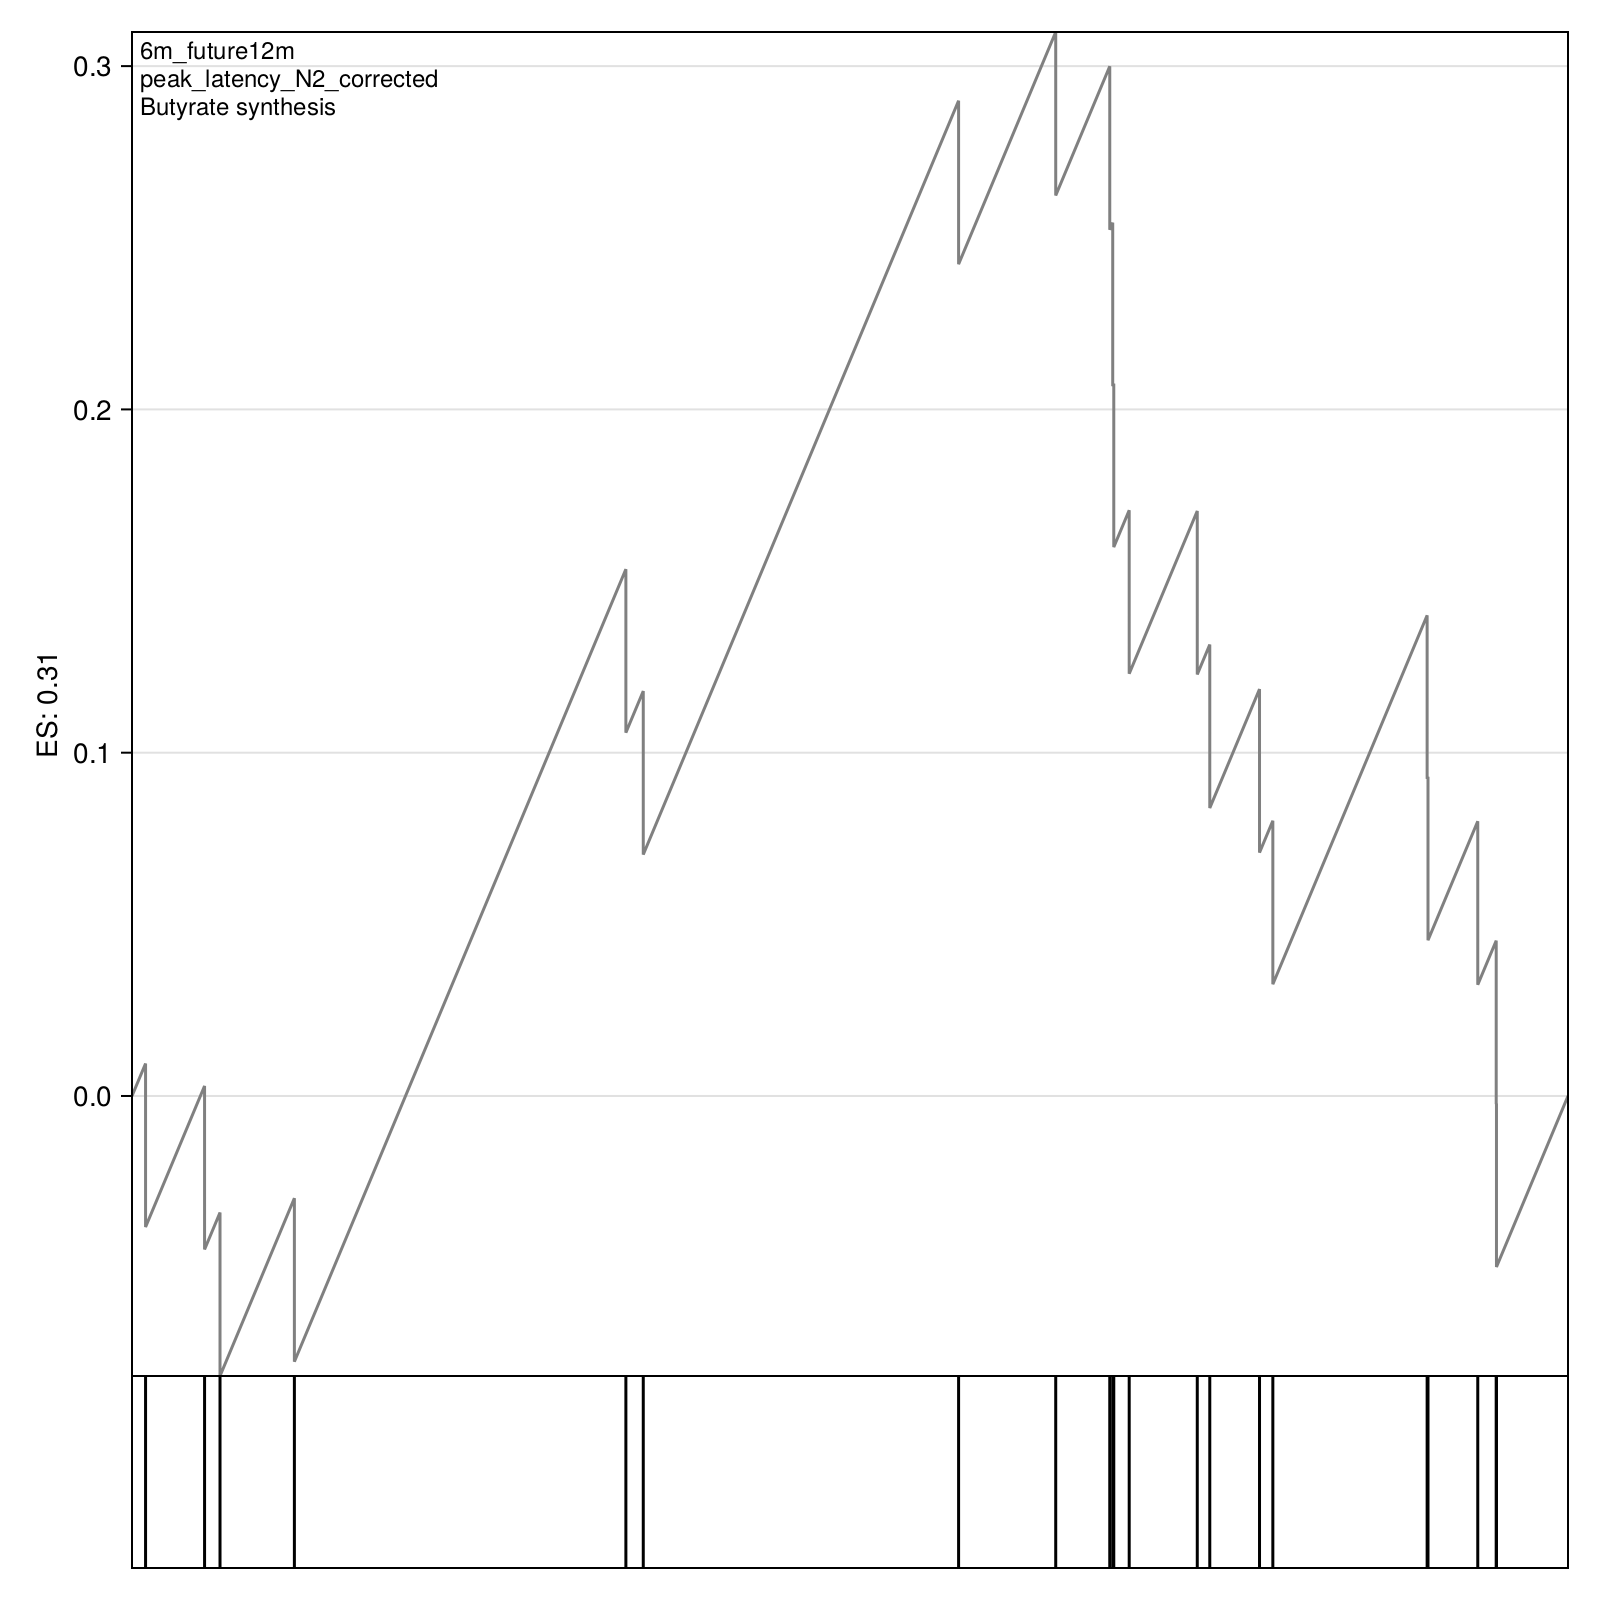 6m_future12m
peak_latency_N2_corrected
Butyrate synthesis
0.3
0.2
0.1
0.0
ES: 0.31